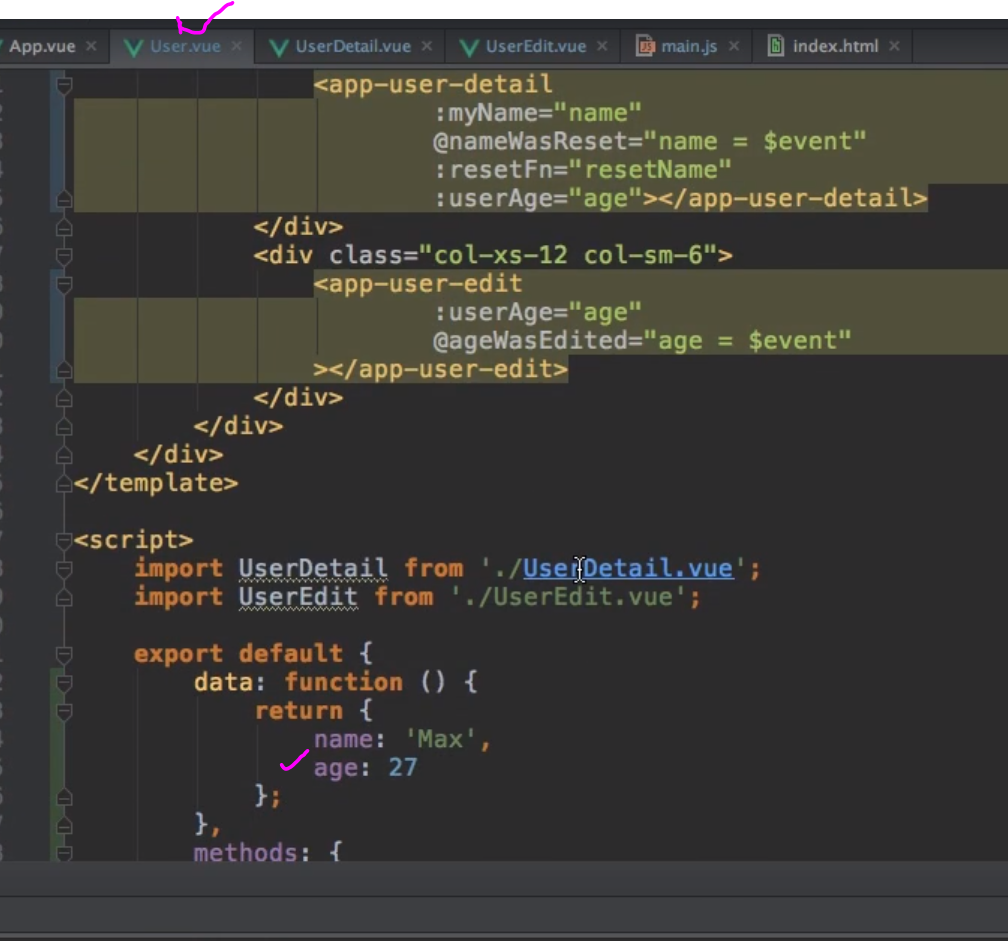 App.vue × User.vue × UserDetail.vue × UserEdit.vue × main.js × index.html ×
<app-user-detail
:myName="name"
@nameWasReset="name = $event"
:resetFn="resetName"
:userAge="age"></app-user-detail>
</div>
<div class="col-xs-12 col-sm-6">
<app-user-edit
:userAge="age"
@ageWasEdited="age = $event"
></app-user-edit>
</div>
</div>
</div>
</template>
<script>
import UserDetail from './UserDetail.vue';
import UserEdit from './UserEdit.vue';
export default {
data: function () {
return {
name: 'Max',
age: 27
};
},
methods: {